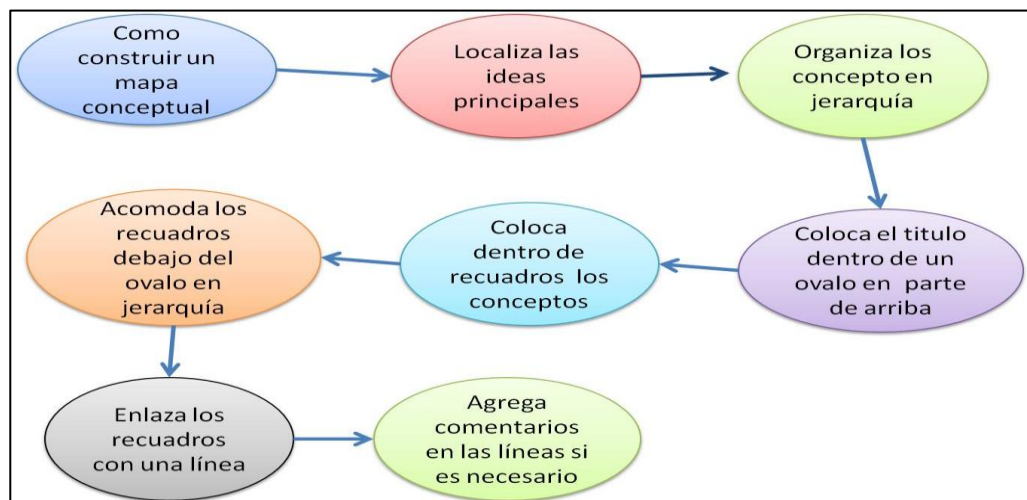 Como
construir un
mapa
conceptual
Localiza las
ideas
principales
Organiza los
concepto en
jerarquía
Coloca el titulo
dentro de un
ovalo en parte
de arriba
Coloca
dentro de
recuadros los
conceptos
Acomoda los
recuadros
debajo del
ovalo en
jerarquía
Enlaza los
recuadros
con una línea
Agrega
comentarios
en las líneas si
es necesario